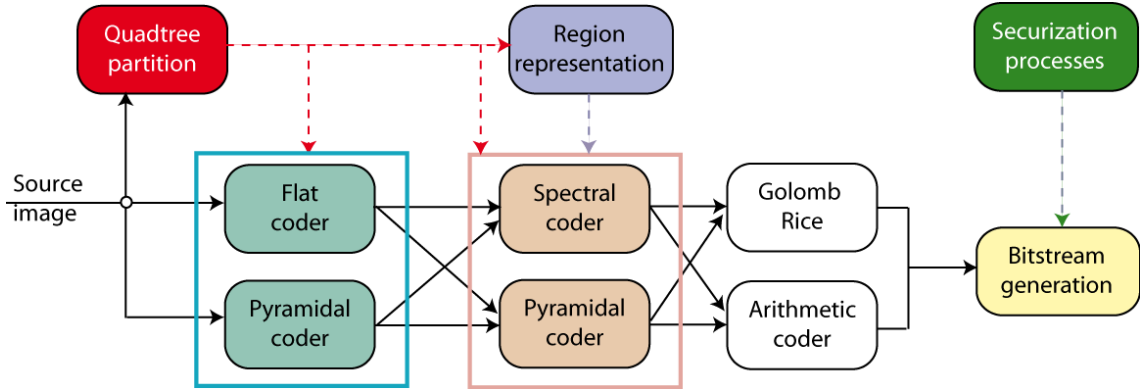 Quadtree
partition
Region
representation
Securization
processes
Source
image
Flat
coder
Spectral
coder
Golomb
Rice
Pyramidal
coder
Pyramidal
coder
Arithmetic
coder
Bitstream
generation